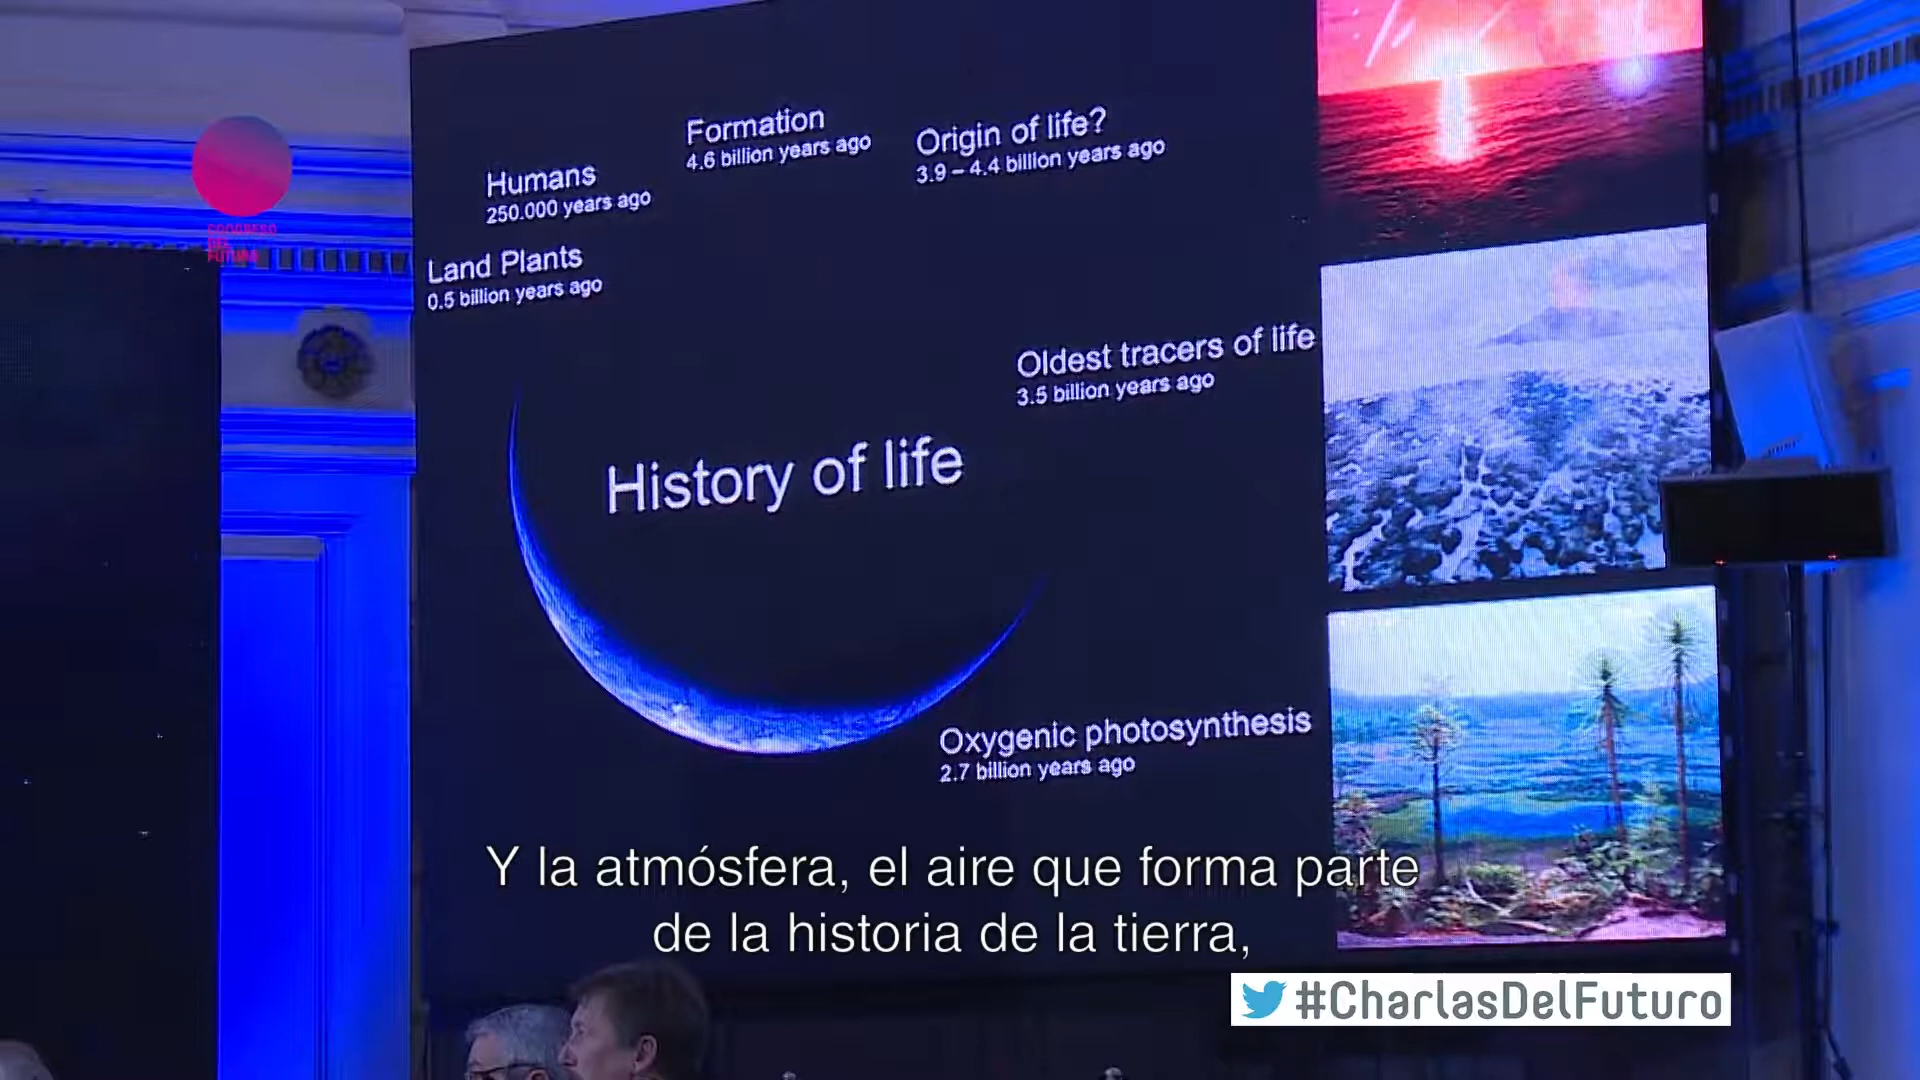 CONGRESO
DEL
FUTURO
Formation
4.6 billion years ago
Origin of life?
3.9 – 4.4 billion years ago
Humans
250.000 years ago
Land Plants
0.5 billion years ago
Oldest tracers of life
3.5 billion years ago
History of life
Oxygenic photosynthesis
2.7 billion years ago
Y la atmósfera, el aire que forma parte
de la historia de la tierra,
#CharlasDelFuturo